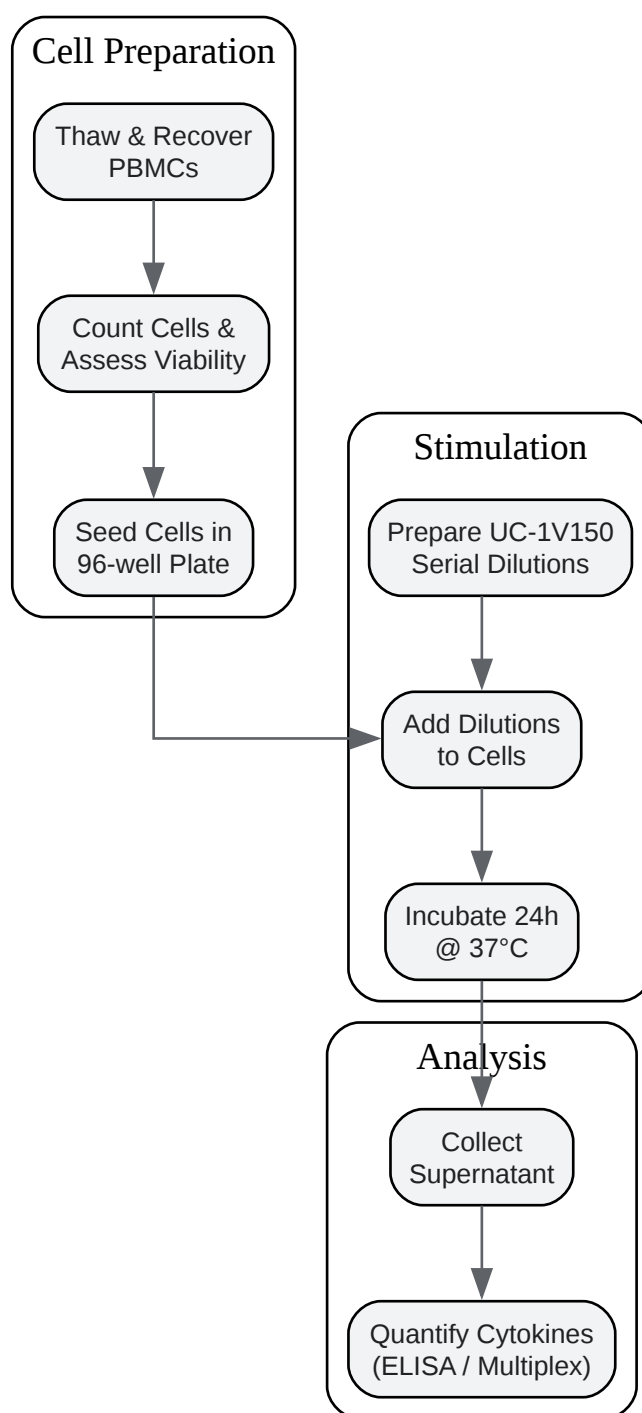 Cell Preparation
Thaw & Recover
PBMCs
Count Cells &
Assess Viability
Seed Cells in
96-well Plate
Stimulation
Prepare UC-1V150
Serial Dilutions
Add Dilutions
to Cells
Incubate 24h
@ 37°C
Analysis
Collect
Supernatant
Quantify Cytokines
(ELISA / Multiplex)